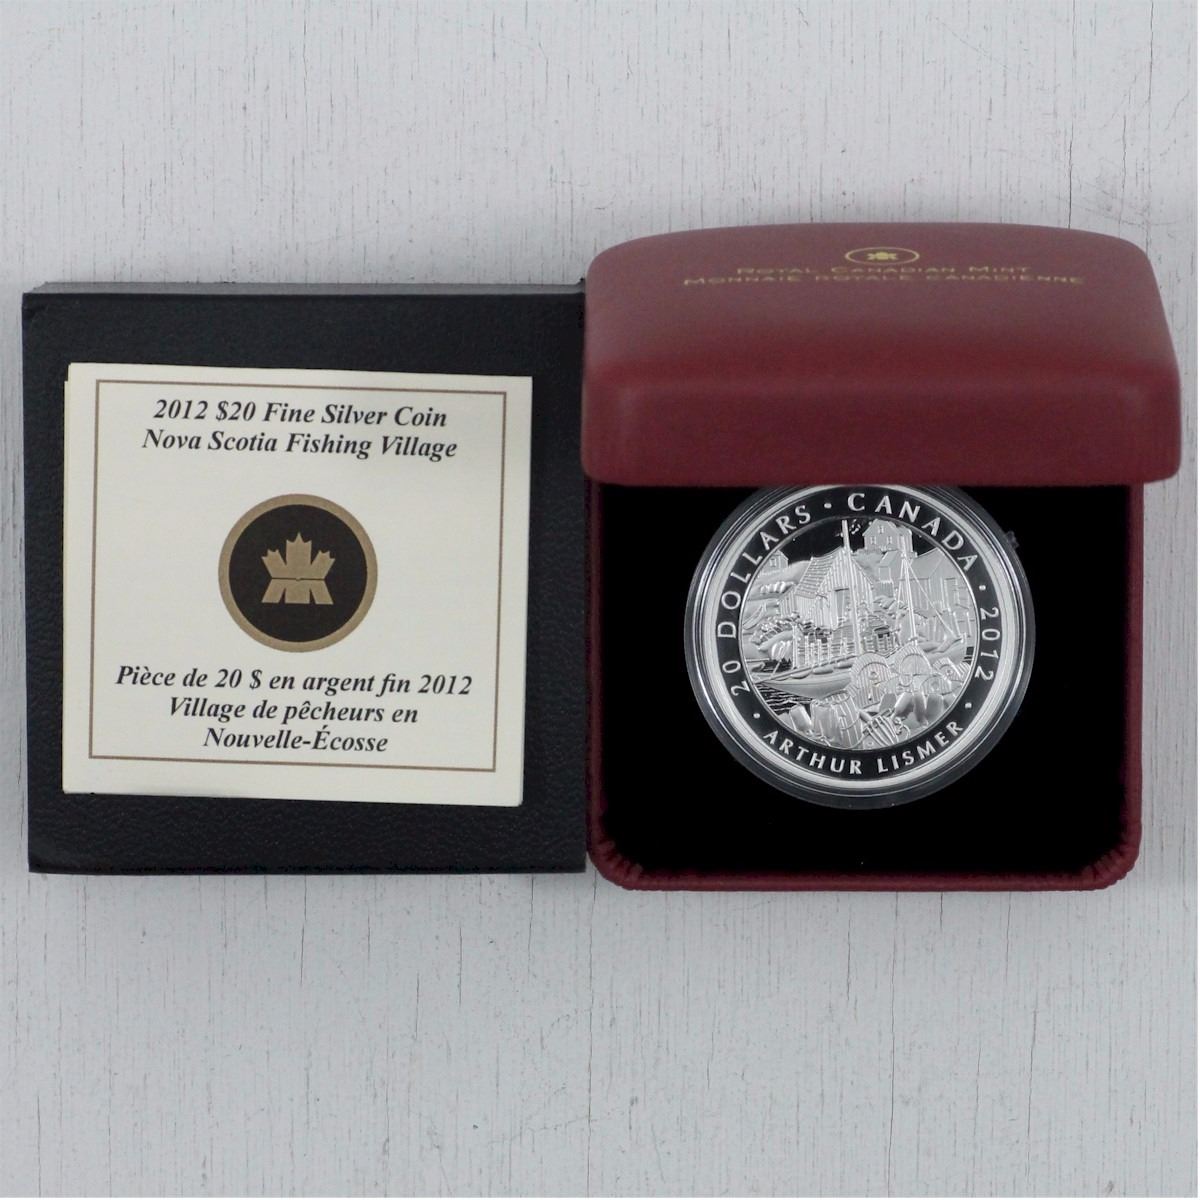 2012 $20 Fine Silver Coin
Nova Scotia Fishing Village
Pièce de 20 $ en argent fin 2012
Village de pêcheurs en
Nouvelle-Écosse
ROYAL CANADIAN MINT
MONNAIE ROYALE CANADIENNE
20 DOLLARS · CANADA · 2012
· ARTHUR LISMER ·